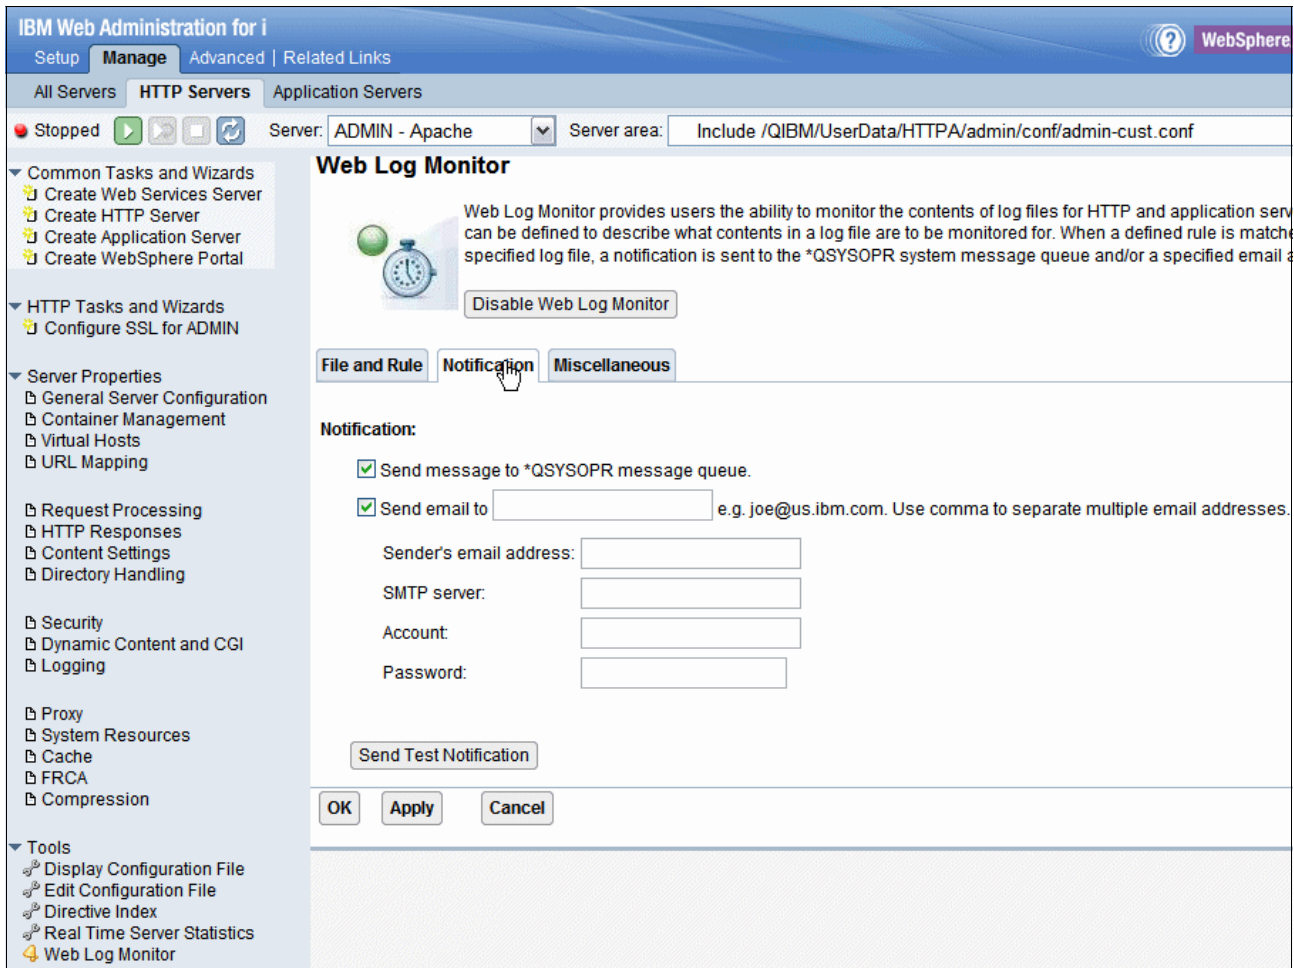 IBM Web Administration for i
WebSphere
Setup Manage Advanced | Related Links
All Servers HTTP Servers Application Servers
Stopped Server: ADMIN - Apache Server area: Include /QIBM/UserData/HTTPA/admin/conf/admin-cust.conf
Common Tasks and Wizards
Create Web Services Server
Create HTTP Server
Create Application Server
Create WebSphere Portal
HTTP Tasks and Wizards
Configure SSL for ADMIN
Server Properties
General Server Configuration
Container Management
Virtual Hosts
URL Mapping
Request Processing
HTTP Responses
Content Settings
Directory Handling
Security
Dynamic Content and CGI
Logging
Proxy
System Resources
Cache
FRCA
Compression
Tools
Display Configuration File
Edit Configuration File
Directive Index
Real Time Server Statistics
Web Log Monitor
Web Log Monitor
Web Log Monitor provides users the ability to monitor the contents of log files for HTTP and application serv
can be defined to describe what contents in a log file are to be monitored for. When a defined rule is matche
specified log file, a notification is sent to the *QSYSOPR system message queue and/or a specified email a
Disable Web Log Monitor
File and Rule Notification Miscellaneous
Notification:
Send message to *QSYSOPR message queue.
Send email to e.g. joe@us.ibm.com. Use comma to separate multiple email addresses.
Sender's email address:
SMTP server:
Account:
Password:
Send Test Notification
OK Apply Cancel